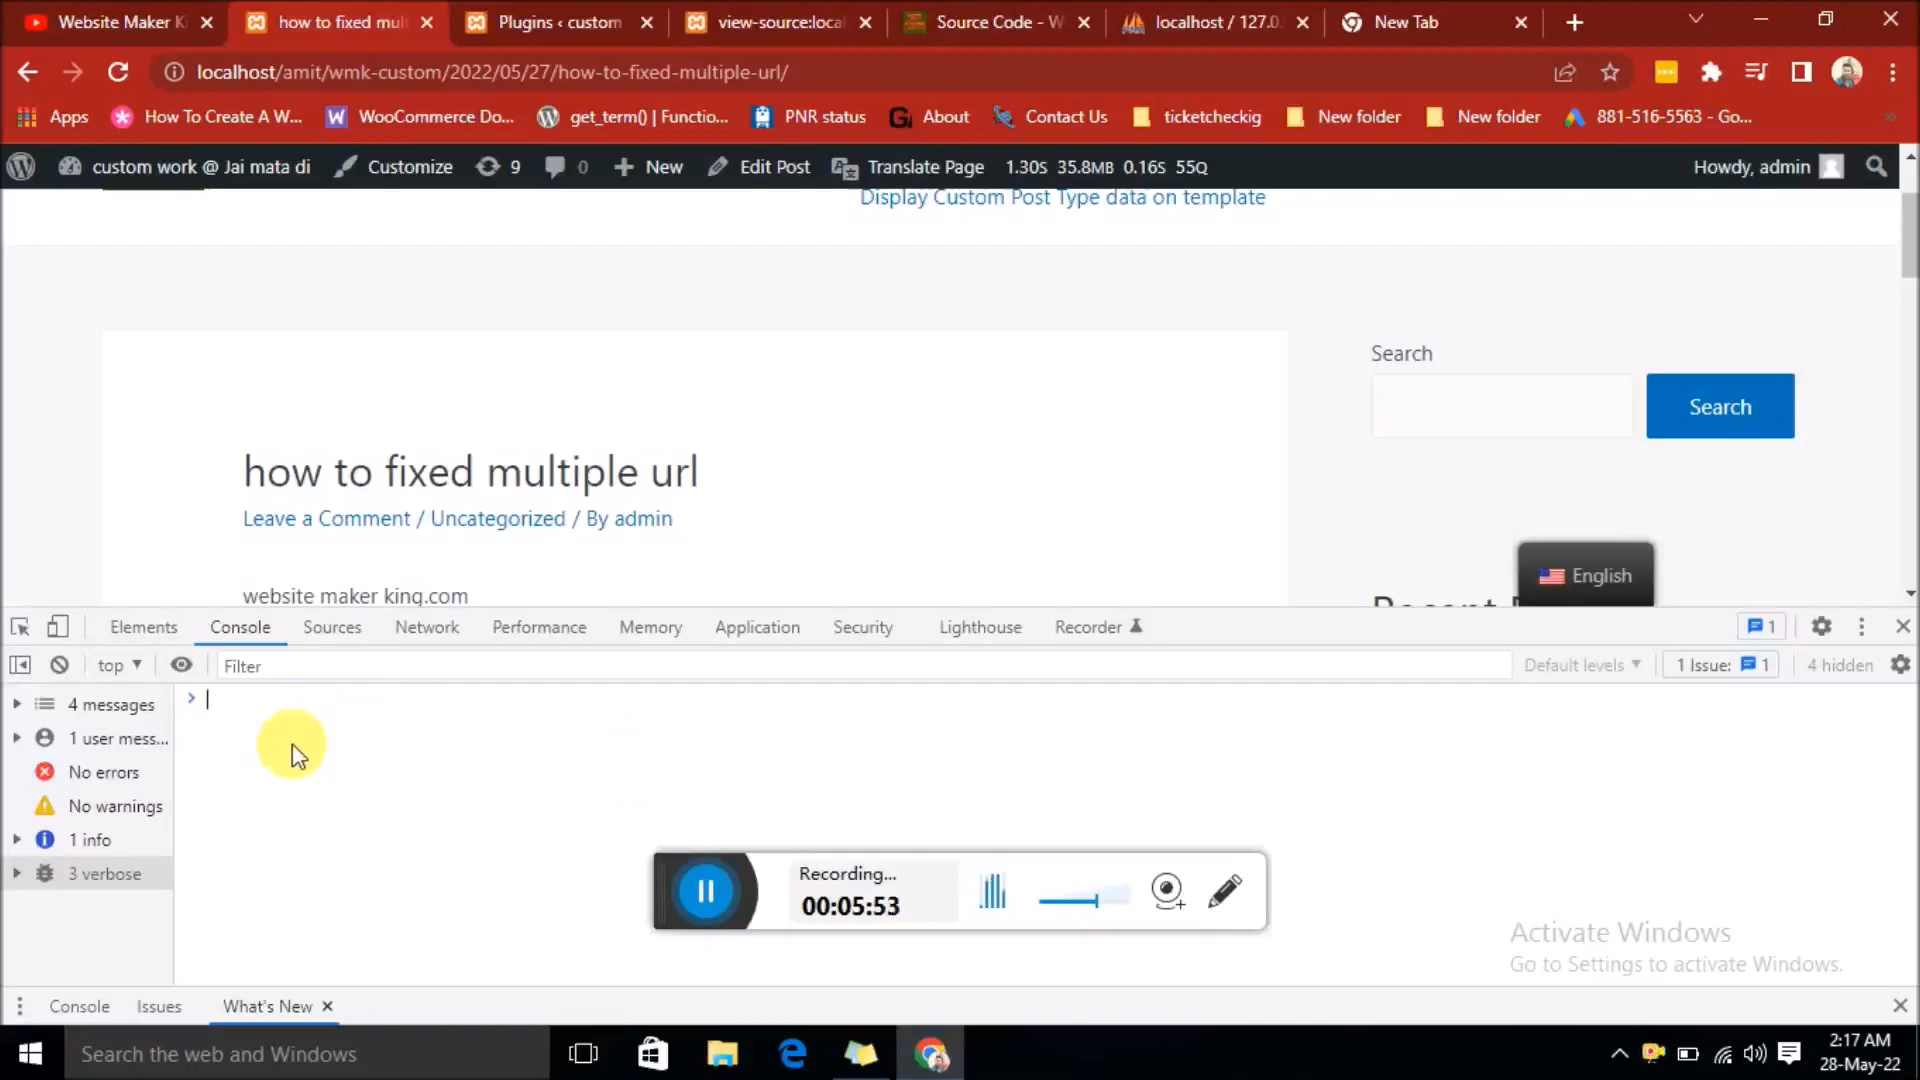 Website Maker K
how to fixed mul
Plugins ‹ custom
view-source:loca
Source Code - W
localhost / 127.0.
New Tab
localhost/amit/wmk-custom/2022/05/27/how-to-fixed-multiple-url/
Apps
How To Create A W...
WooCommerce Do...
get_term() | Functio...
PNR status
About
Contact Us
ticketcheckig
New folder
New folder
881-516-5563 - Go...
custom work @ Jai mata di
Customize
9
0
New
Edit Post
Translate Page
1.30S 35.8MB 0.16S 55Q
Howdy, admin
Display Custom Post Type data on template
Search
Search
how to fixed multiple url
Leave a Comment / Uncategorized / By admin
English
website maker king.com
Elements
Console
Sources
Network
Performance
Memory
Application
Security
Lighthouse
Recorder
1
top
Filter
Default levels
1 Issue: 1
4 hidden
4 messages
1 user mess...
No errors
No warnings
1 info
3 verbose
Recording...
00:05:53
Activate Windows
Go to Settings to activate Windows.
Console
Issues
What's New
Search the web and Windows
2:17 AM
28-May-22